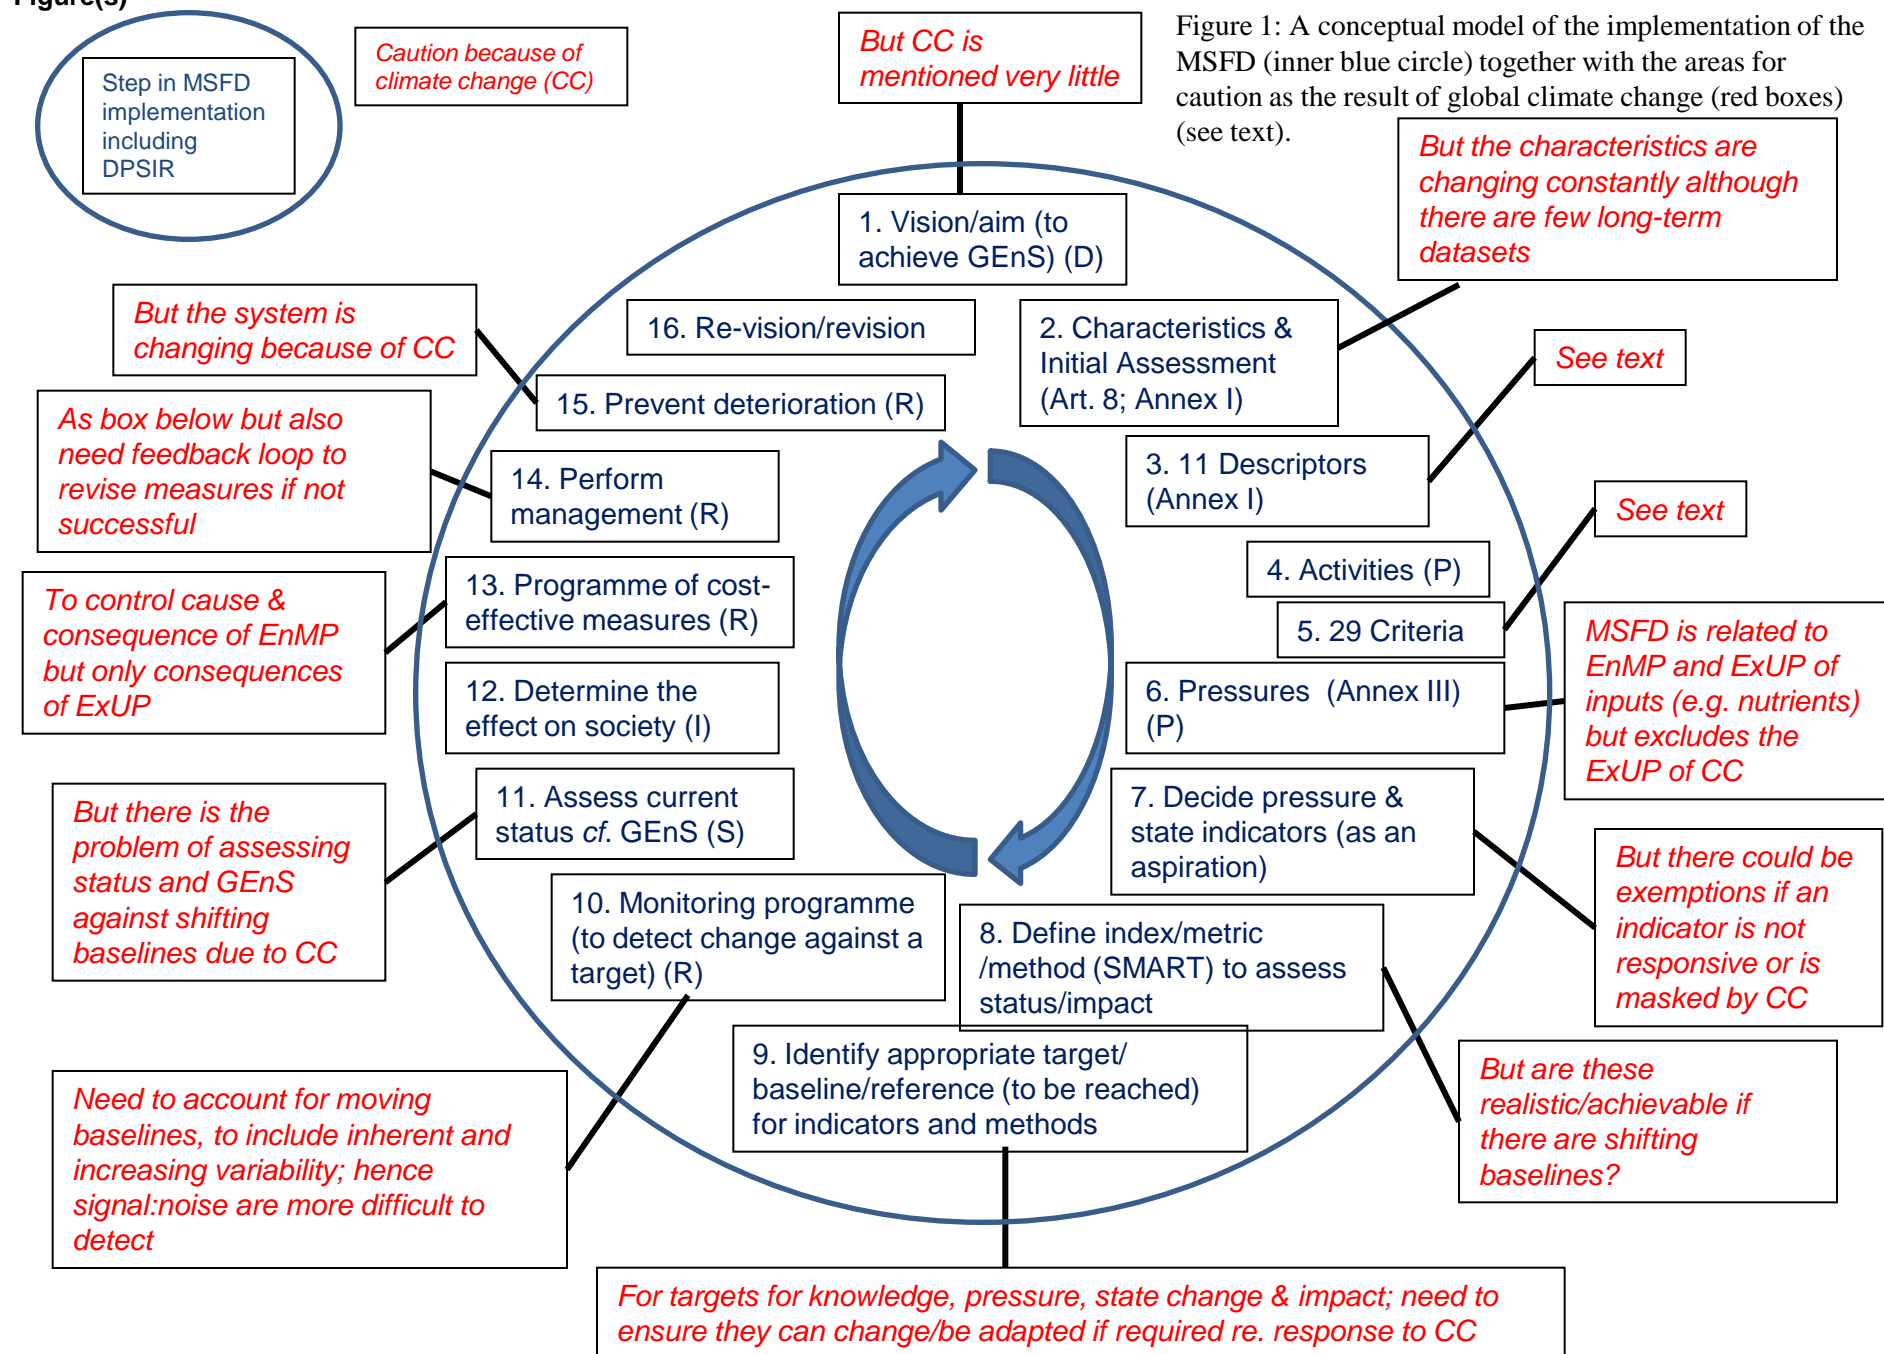 Figure(s)
Step in MSFD
implementation
including
DPSIR
Caution because of
climate change (CC)
But CC is
mentioned very little
Figure 1: A conceptual model of the implementation of the
MSFD (inner blue circle) together with the areas for
caution as the result of global climate change (red boxes)
(see text).
But the characteristics are
changing constantly although
there are few long-term
datasets
1. Vision/aim (to
achieve GEnS) (D)
16. Re-vision/revision
2. Characteristics &
Initial Assessment
(Art. 8; Annex I)
But the system is
changing because of CC
See text
15. Prevent deterioration (R)
As box below but also
need feedback loop to
revise measures if not
successful
3. 11 Descriptors
(Annex I)
14. Perform
management (R)
See text
4. Activities (P)
13. Programme of cost-
effective measures (R)
To control cause &
consequence of EnMP
but only consequences
of ExUP
5. 29 Criteria
MSFD is related to
EnMP and ExUP of
inputs (e.g. nutrients)
but excludes the
ExUP of CC
12. Determine the
effect on society (I)
6. Pressures (Annex III)
(P)
11. Assess current
status cf. GEnS (S)
7. Decide pressure &
state indicators (as an
aspiration)
But there is the
problem of assessing
status and GEnS
against shifting
baselines due to CC
But there could be
exemptions if an
indicator is not
responsive or is
masked by CC
10. Monitoring programme
(to detect change against a
target) (R)
8. Define index/metric
/method (SMART) to assess
status/impact
9. Identify appropriate target/
baseline/reference (to be reached)
for indicators and methods
But are these
realistic/achievable if
there are shifting
baselines?
Need to account for moving
baselines, to include inherent and
increasing variability; hence
signal:noise are more difficult to
detect
For targets for knowledge, pressure, state change & impact; need to
ensure they can change/be adapted if required re. response to CC